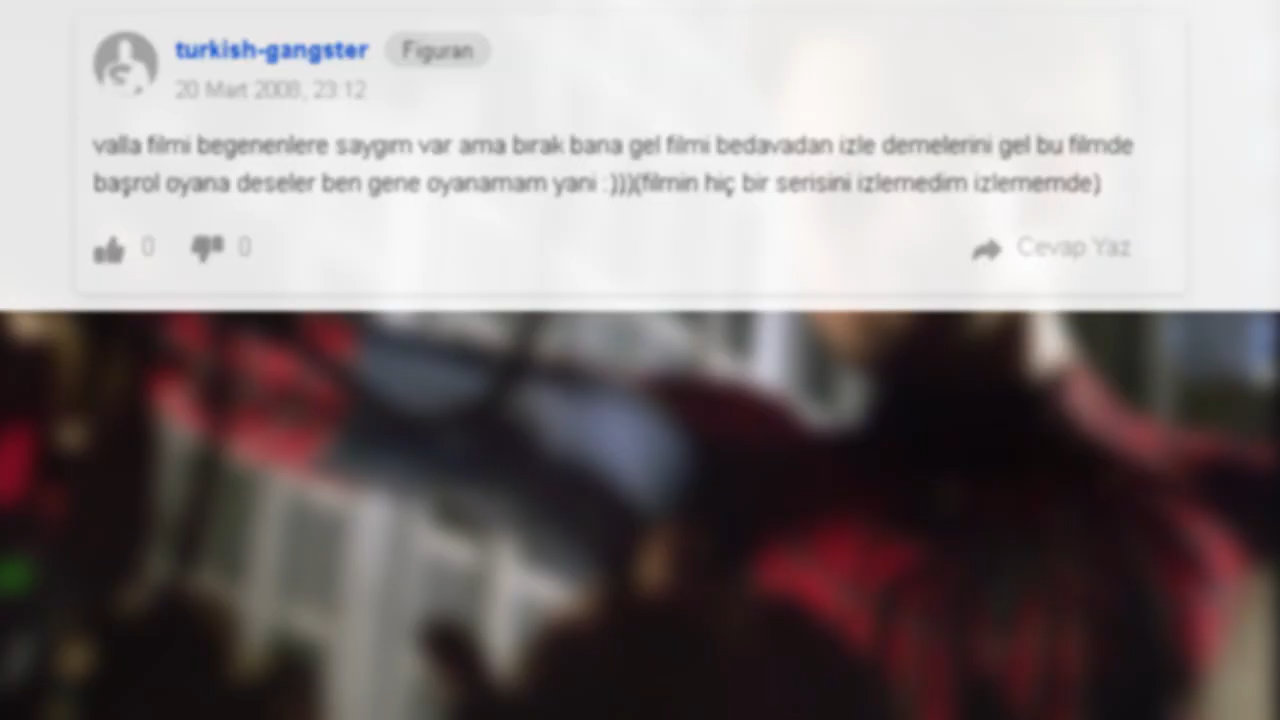 turkish-gangster Figuran
20 Mart 2008, 23:12
valla filmi begenenlere saygım var ama bırak bana gel filmi bedavadan izle demelerini gel bu filmde
başrol oyana deseler ben gene oyanamam yani :)))(filmin hiç bir serisini izlemedim izlememde)
0 0 Cevap Yaz